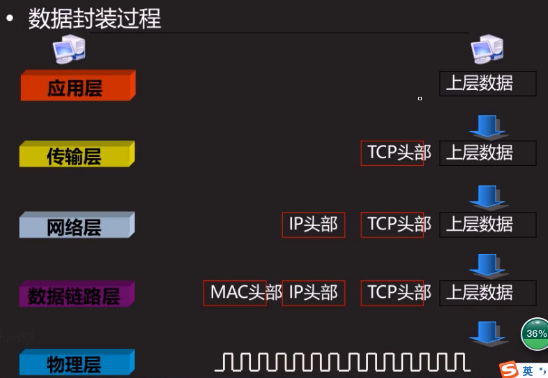 • 数据封装过程
应用层 上层数据
传输层 TCP头部 上层数据
网络层 IP头部 TCP头部 上层数据
数据链路层 MAC头部 IP头部 TCP头部 上层数据
36%
物理层
S 英